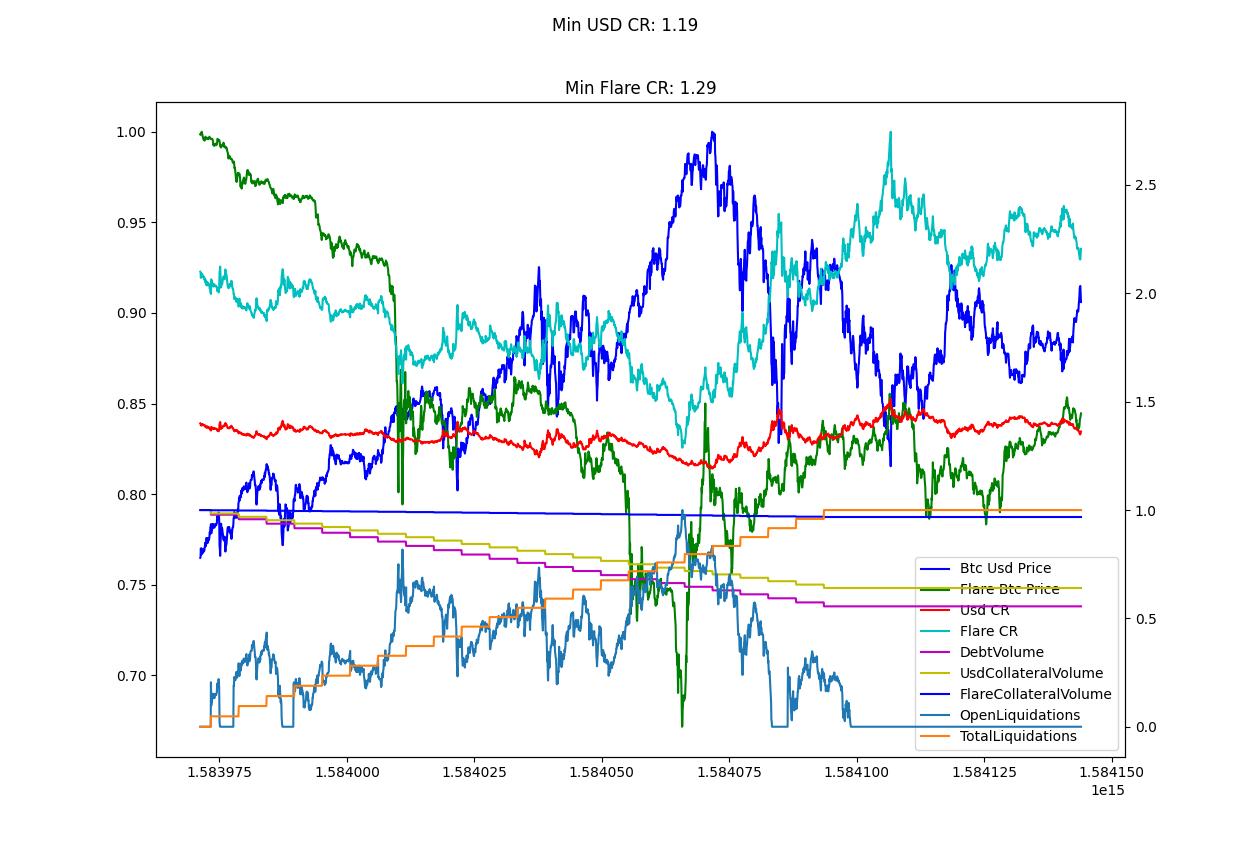 Min USD CR: 1.19
Min Flare CR: 1.29
1.00
0.95
0.90
0.85
0.80
0.75
0.70
2.5
2.0
1.5
1.0
0.5
0.0
Btc Usd Price
Flare Btc Price
Usd CR
Flare CR
DebtVolume
UsdCollateralVolume
FlareCollateralVolume
OpenLiquidations
TotalLiquidations
1.583975 1.584000 1.584025 1.584050 1.584075 1.584100 1.584125 1.584150
1e15